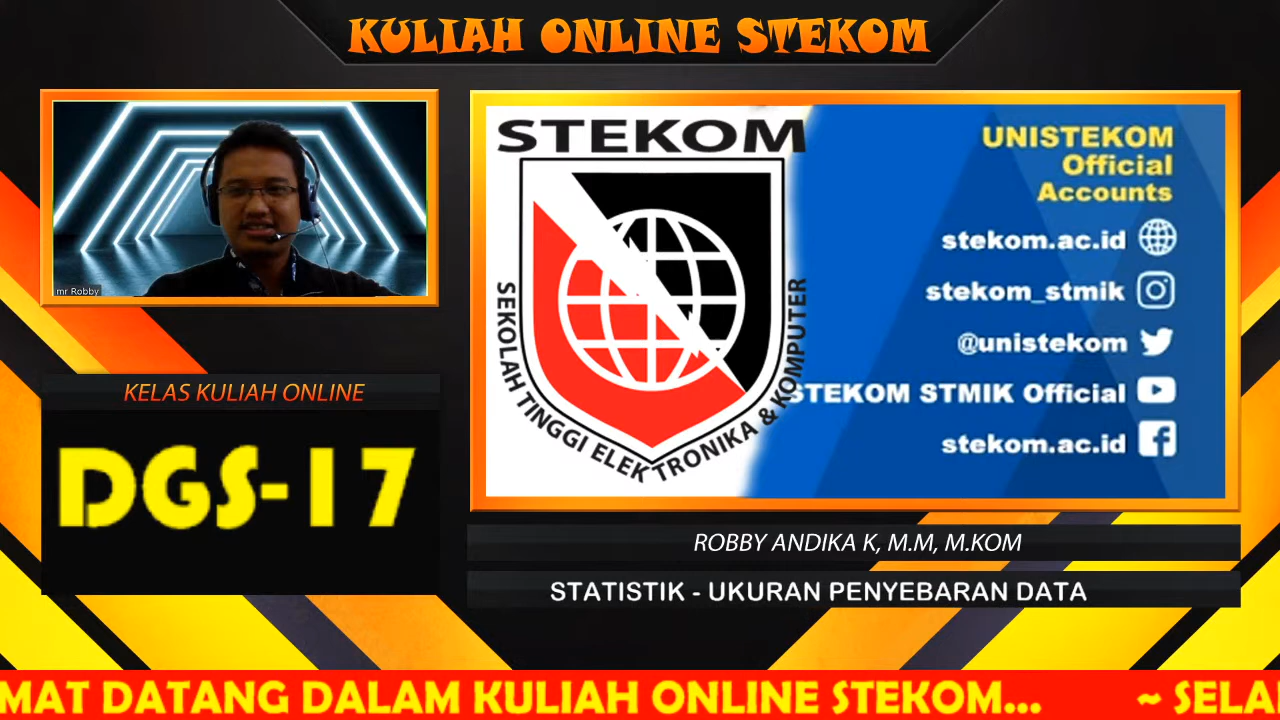 KULIAH ONLINE STEKOM
mr Robby
KELAS KULIAH ONLINE
DGS-17
STEKOM
SEKOLAH TINGGI ELEKTRONIKA & KOMPUTER
UNISTEKOM
Official
Accounts
stekom.ac.id
stekom_stmik
@unistekom
STEKOM STMIK Official
stekom.ac.id
ROBBY ANDIKA K, M.M, M.KOM
STATISTIK - UKURAN PENYEBARAN DATA
MAT DATANG DALAM KULIAH ONLINE STEKOM... ~ SELA